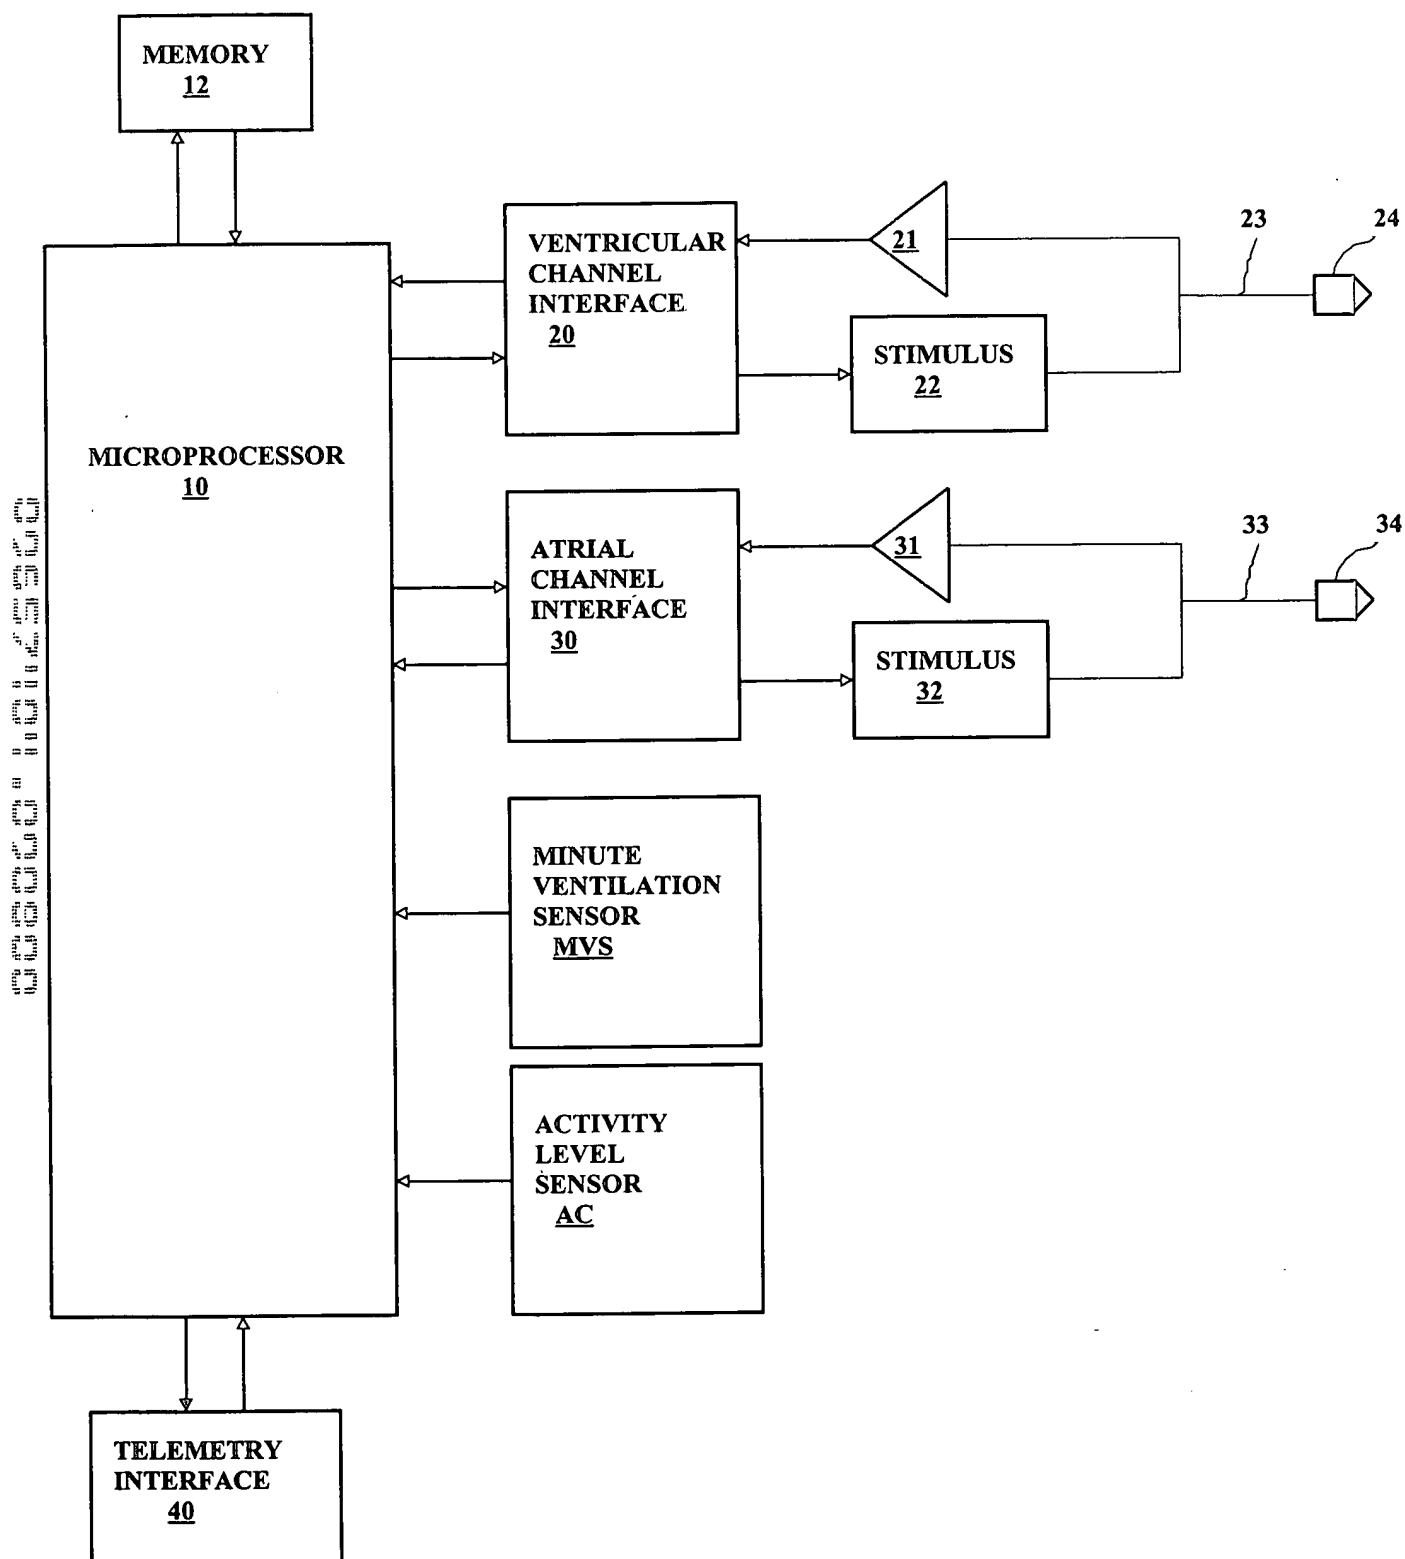 MEMORY
12
VENTRICULAR
CHANNEL
INTERFACE
20
21
23
24
STIMULUS
22
MICROPROCESSOR
10
ATRIAL
CHANNEL
INTERFACE
30
31
33
34
STIMULUS
32
MINUTE
VENTILATION
SENSOR
MVS
ACTIVITY
LEVEL
SENSOR
AC
TELEMETRY
INTERFACE
40